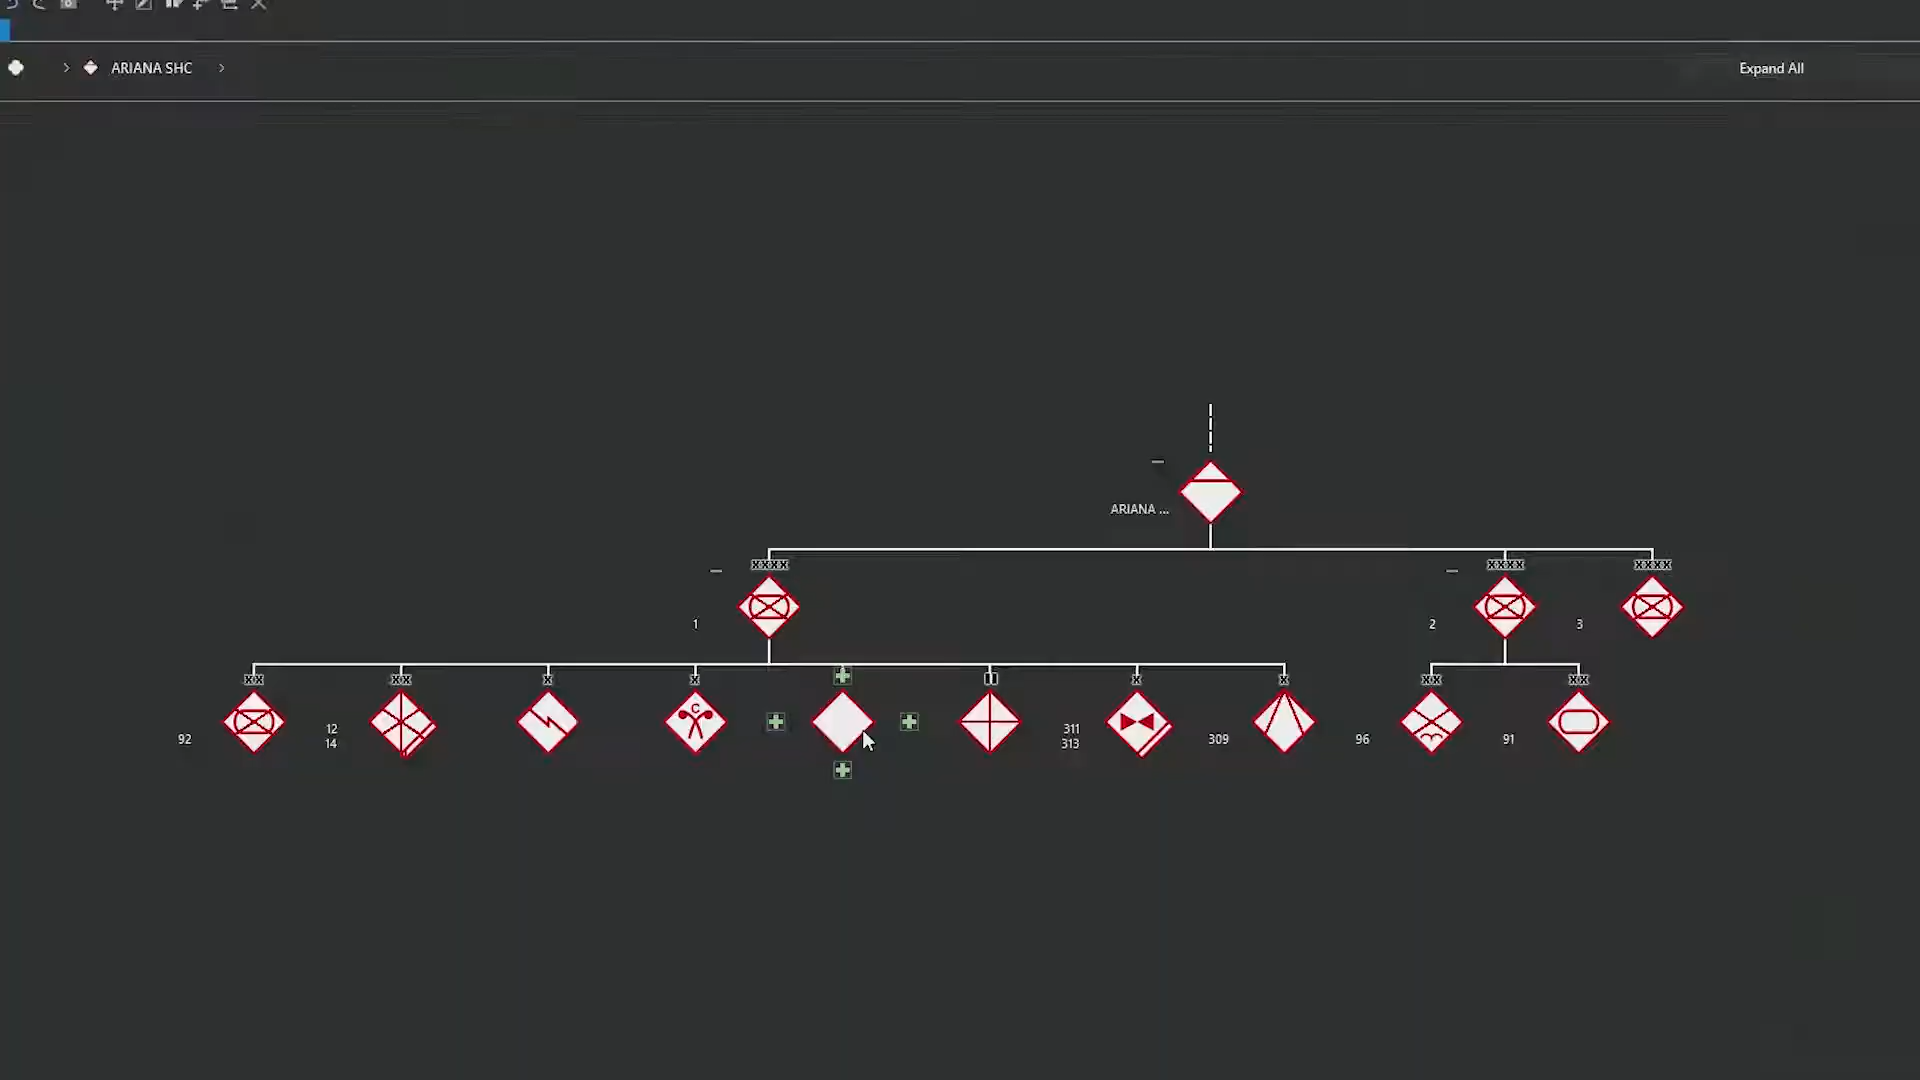 ARIANA SHC
Expand All
ARIANA ...
XXXX
XXXX
XXXX
1
2
3
XX
XX
X
X
II
X
X
XX
XX
C
92
12
14
311
313
309
96
91